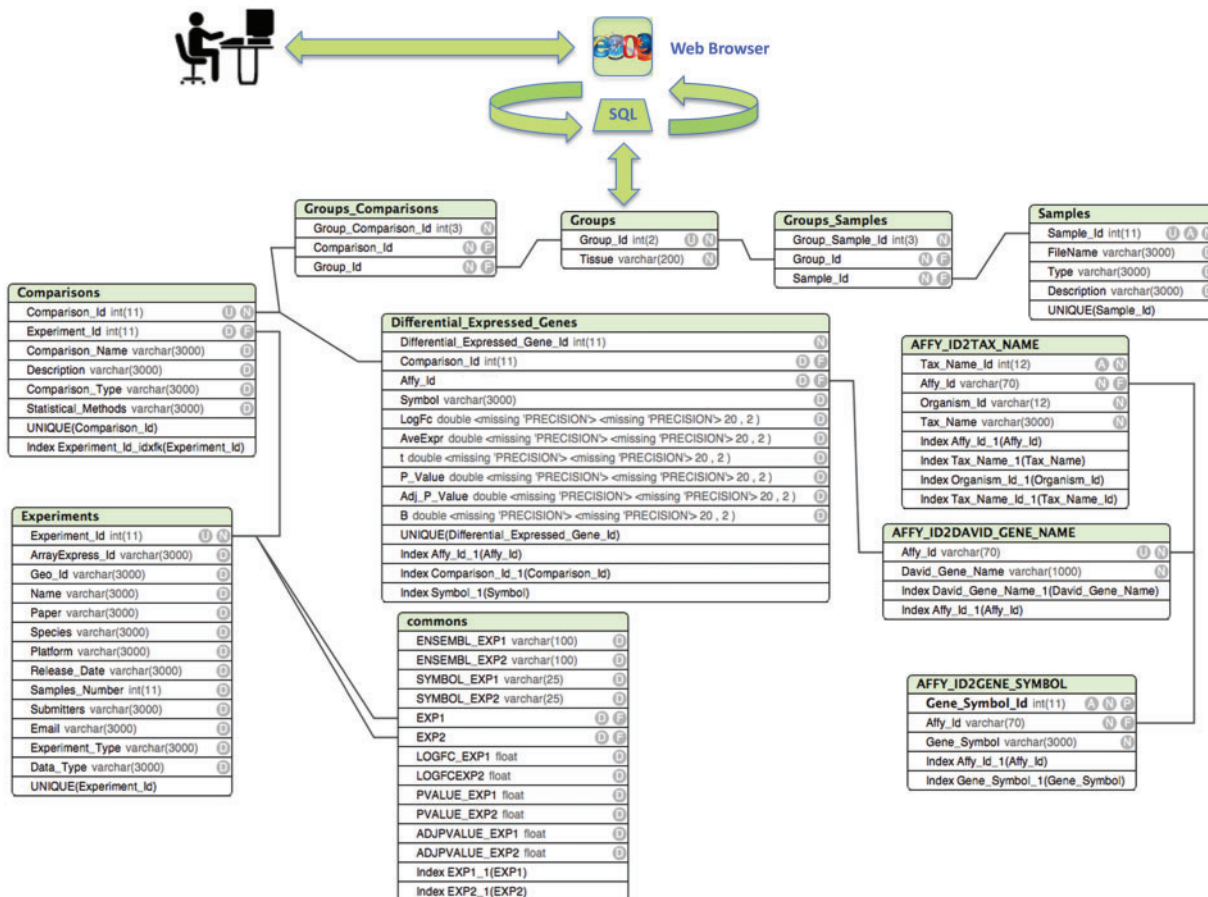 Web Browser
SQL
Groups_Comparisons
Group_Comparison_Id int(3) N
Comparison_Id N F
Group_Id N F
Groups
Group_Id int(2) U N
Tissue varchar(200) N
Groups_Samples
Group_Sample_Id int(3) N
Group_Id N F
Sample_Id N F
Samples
Sample_Id int(11) U A N
FileName varchar(3000) D
Type varchar(3000) D
Description varchar(3000) D
UNIQUE(Sample_Id)
Comparisons
Comparison_Id int(11) U N
Experiment_Id int(11) D F
Comparison_Name varchar(3000) D
Description varchar(3000) D
Comparison_Type varchar(3000) D
Statistical_Methods varchar(3000) D
UNIQUE(Comparison_Id)
Index Experiment_Id_idxfk(Experiment_Id)
Differential_Expressed_Genes
Differential_Expressed_Gene_Id int(11) N
Comparison_Id int(11) D F
Affy_Id D F
Symbol varchar(3000) D
LogFc double <missing 'PRECISION'> <missing 'PRECISION'> 20 , 2 ) D
AveExpr double <missing 'PRECISION'> <missing 'PRECISION'> 20 , 2 ) D
t double <missing 'PRECISION'> <missing 'PRECISION'> 20 , 2 ) D
P_Value double <missing 'PRECISION'> <missing 'PRECISION'> 20 , 2 ) D
Adj_P_Value double <missing 'PRECISION'> <missing 'PRECISION'> 20 , 2 ) D
B double <missing 'PRECISION'> <missing 'PRECISION'> 20 , 2 ) D
UNIQUE(Differential_Expressed_Gene_Id)
Index Affy_Id_1(Affy_Id)
Index Comparison_Id_1(Comparison_Id)
Index Symbol_1(Symbol)
AFFY_ID2TAX_NAME
Tax_Name_Id int(12) A N
Affy_Id varchar(70) N F
Organism_Id varchar(12) N
Tax_Name varchar(3000) N
Index Affy_Id_1(Affy_Id)
Index Tax_Name_1(Tax_Name)
Index Organism_Id_1(Organism_Id)
Index Tax_Name_Id_1(Tax_Name_Id)
Experiments
Experiment_Id int(11) U N
ArrayExpress_Id varchar(3000) D
Geo_Id varchar(3000) D
Name varchar(3000) D
Paper varchar(3000) D
Species varchar(3000) D
Platform varchar(3000) D
Release_Date varchar(3000) D
Samples_Number int(11) D
Submitters varchar(3000) D
Email varchar(3000) D
Experiment_Type varchar(3000) D
Data_Type varchar(3000) D
UNIQUE(Experiment_Id)
AFFY_ID2DAVID_GENE_NAME
Affy_Id varchar(70) U N
David_Gene_Name varchar(1000) N
Index David_Gene_Name_1(David_Gene_Name)
Index Affy_Id_1(Affy_Id)
commons
ENSEMBL_EXP1 varchar(100) D
ENSEMBL_EXP2 varchar(100) D
SYMBOL_EXP1 varchar(25) D
SYMBOL_EXP2 varchar(25) D
EXP1 D F
EXP2 D F
LOGFC_EXP1 float D
LOGFCEXP2 float D
PVALUE_EXP1 float D
PVALUE_EXP2 float D
ADJPVALUE_EXP1 float D
ADJPVALUE_EXP2 float D
Index EXP1_1(EXP1)
Index EXP2_1(EXP2)
AFFY_ID2GENE_SYMBOL
Gene_Symbol_Id int(11) A N P
Affy_Id varchar(70) N F
Gene_Symbol varchar(3000) N
Index Affy_Id_1(Affy_Id)
Index Gene_Symbol_1(Gene_Symbol)